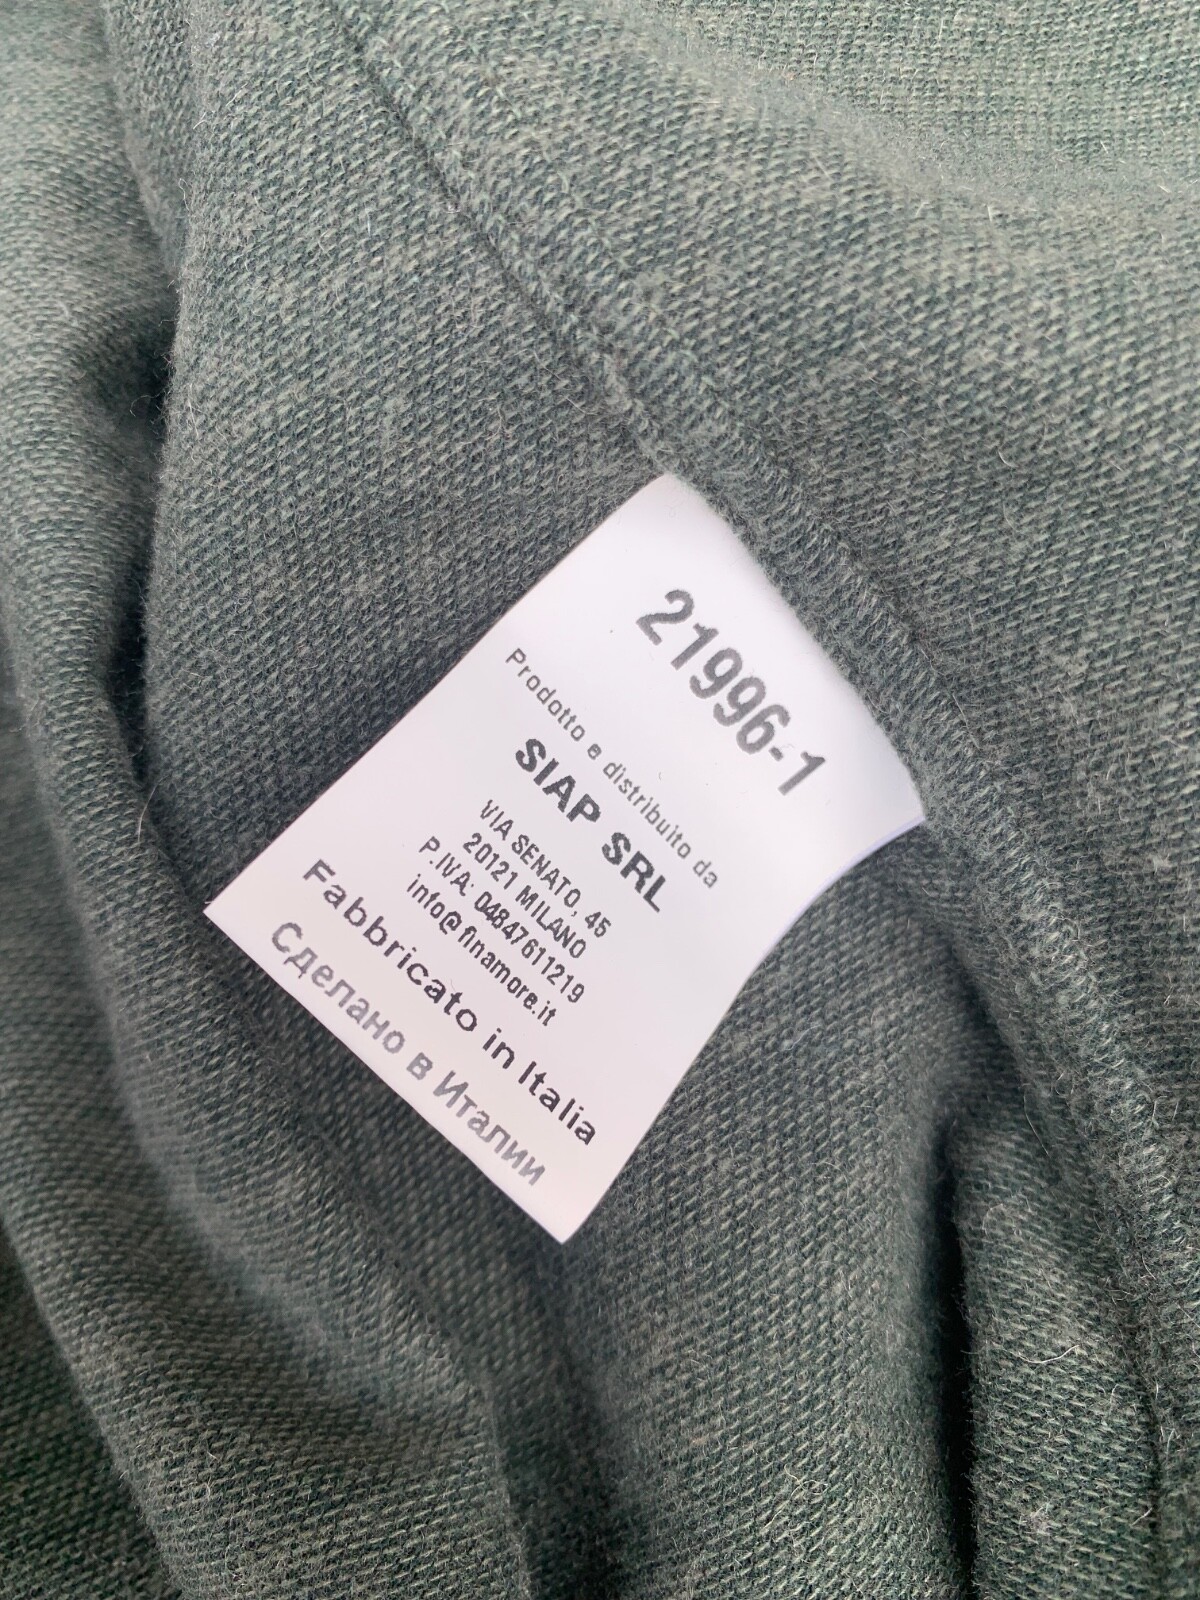 21996-1
Prodotto e distribuito da
SIAP SRL
VIA SENATO, 45
20121 MILANO
P.IVA: 04847611219
info@finamore.it
Fabbricato in Italia
Сделано в Италии